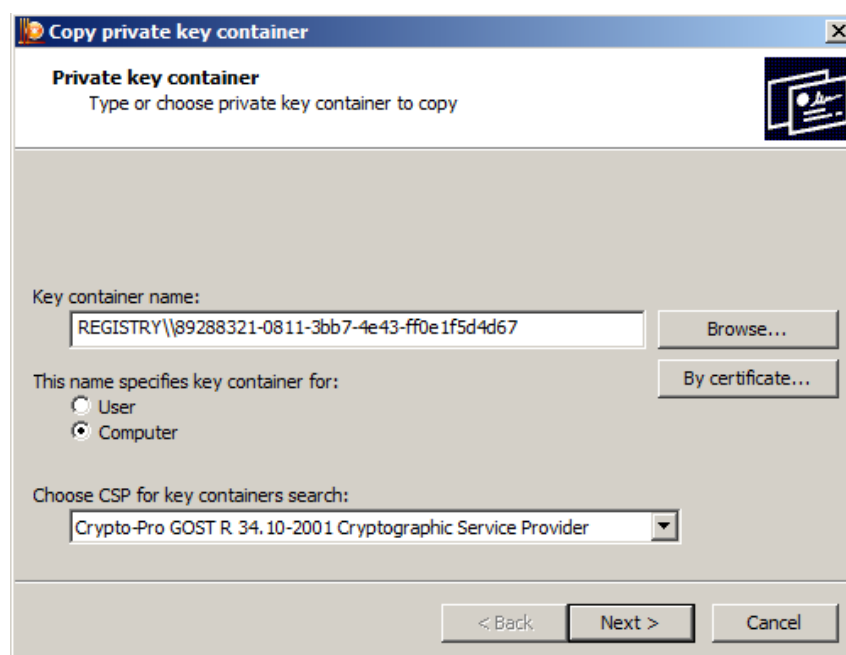 Copy private key container
Private key container
Type or choose private key container to copy
Key container name:
REGISTRY\\89288321-0811-3bb7-4e43-ff0e1f5d4d67
Browse...
This name specifies key container for:
By certificate...
User
Computer
Choose CSP for key containers search:
Crypto-Pro GOST R 34.10-2001 Cryptographic Service Provider
< Back
Next >
Cancel